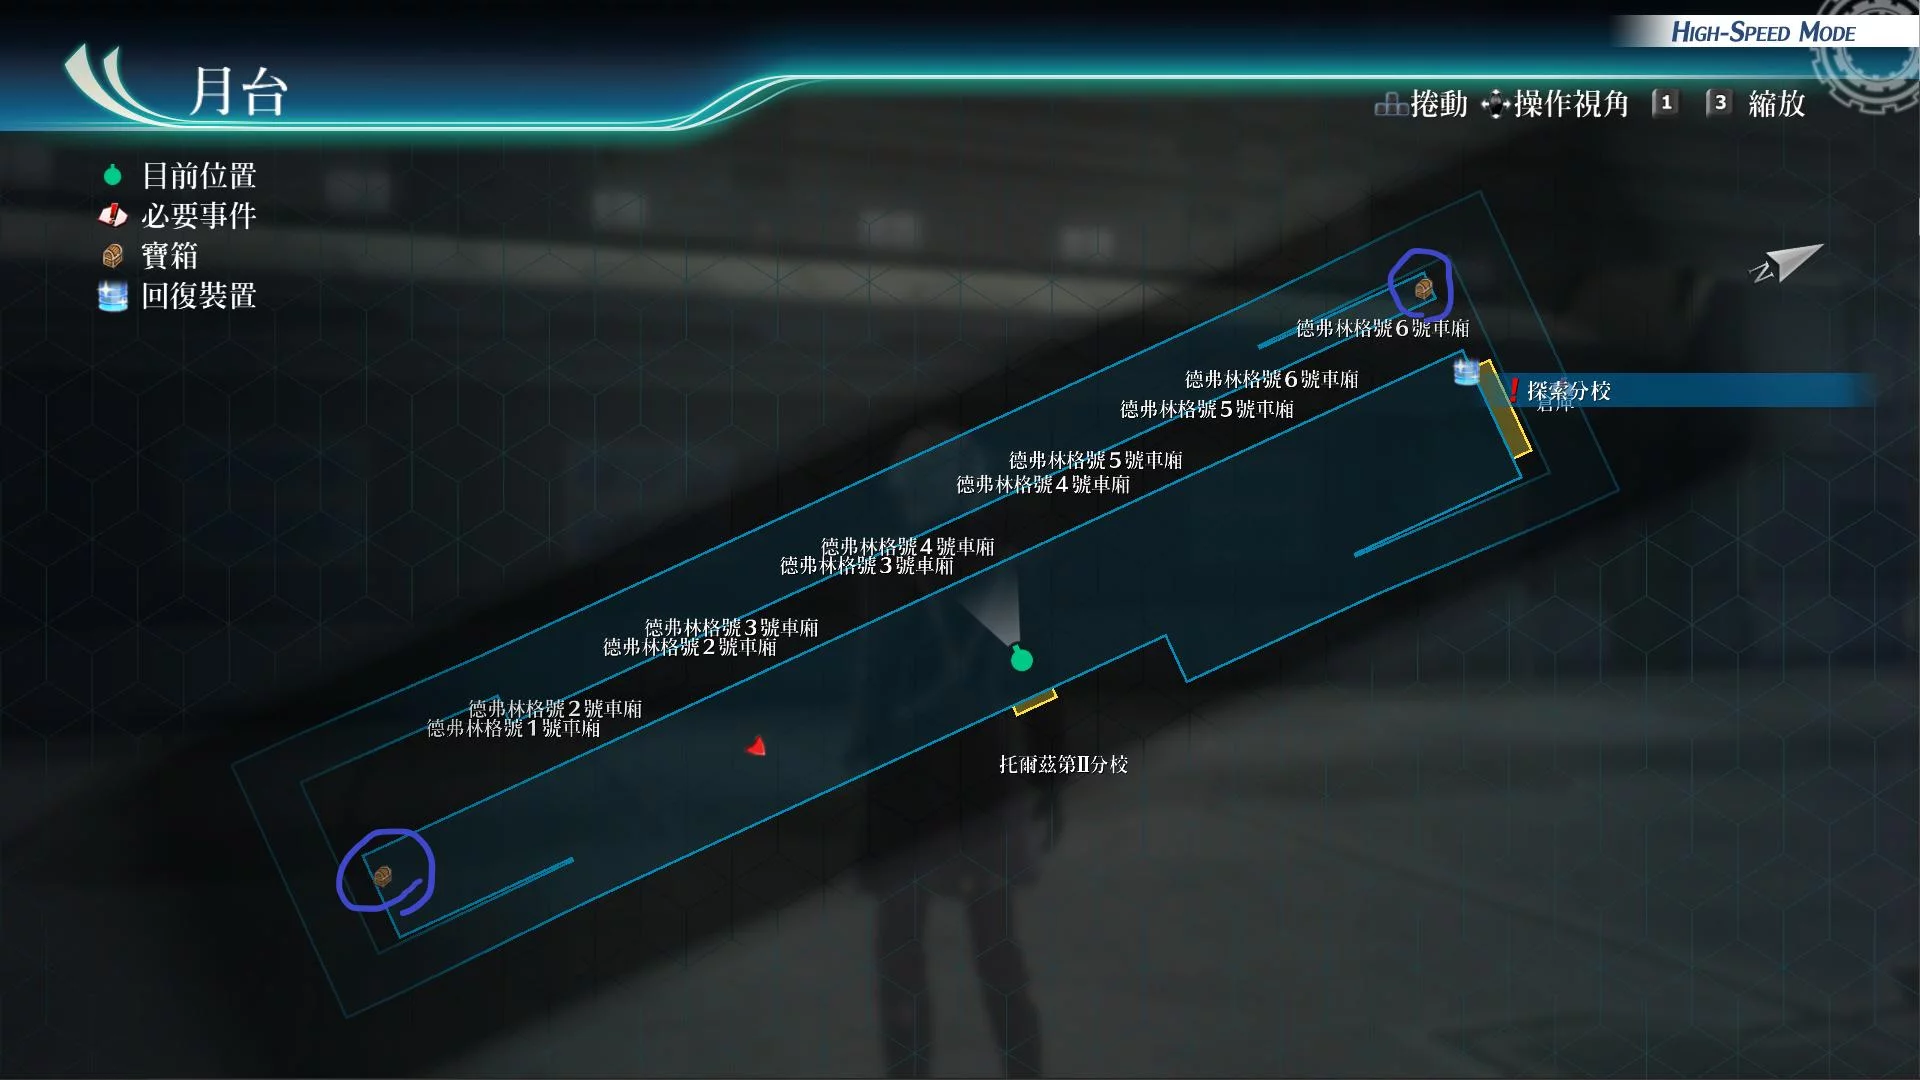 HIGH-SPEED MODE
月台
捲動 操作視角 1 3 縮放
目前位置
必要事件
寶箱
回復裝置
N
德弗林格號6號車廂
德弗林格號6號車廂
! 探索分校
倉庫
德弗林格號5號車廂
德弗林格號5號車廂
德弗林格號4號車廂
德弗林格號4號車廂
德弗林格號3號車廂
德弗林格號3號車廂
德弗林格號2號車廂
德弗林格號2號車廂
德弗林格號1號車廂
托爾茲第II分校